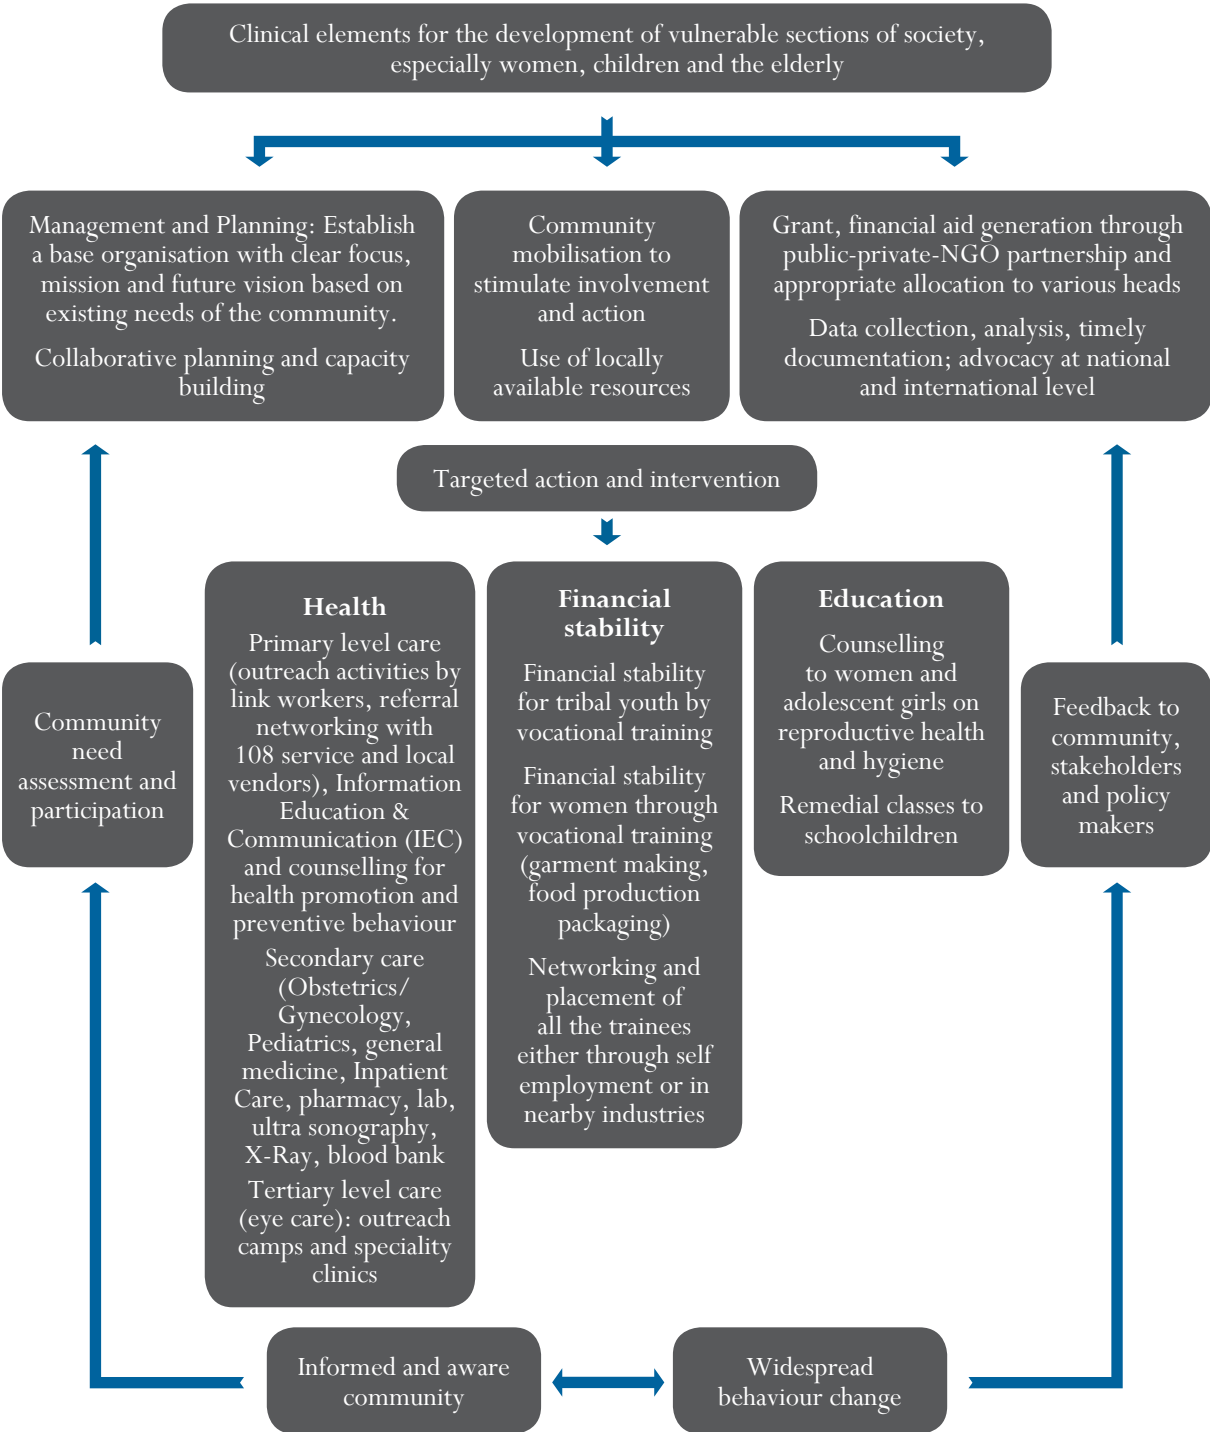 Clinical elements for the development of vulnerable sections of society,
especially women, children and the elderly
Management and Planning: Establish
a base organisation with clear focus,
mission and future vision based on
existing needs of the community.
Collaborative planning and capacity
building
Community
mobilisation to
stimulate involvement
and action
Use of locally
available resources
Grant, financial aid generation through
public-private-NGO partnership and
appropriate allocation to various heads
Data collection, analysis, timely
documentation; advocacy at national
and international level
Targeted action and intervention
Community
need
assessment and
participation
Health
Primary level care
(outreach activities by
link workers, referral
networking with
108 service and local
vendors), Information
Education &
Communication (IEC)
and counselling for
health promotion and
preventive behaviour
Secondary care
(Obstetrics/
Gynecology,
Pediatrics, general
medicine, Inpatient
Care, pharmacy, lab,
ultra sonography,
X-Ray, blood bank
Tertiary level care
(eye care): outreach
camps and speciality
clinics
Financial
stability
Financial stability
for tribal youth by
vocational training
Financial stability
for women through
vocational training
(garment making,
food production
packaging)
Networking and
placement of
all the trainees
either through self
employment or in
nearby industries
Education
Counselling
to women and
adolescent girls on
reproductive health
and hygiene
Remedial classes to
schoolchildren
Feedback to
community,
stakeholders
and policy
makers
Informed and aware
community
Widespread
behaviour change